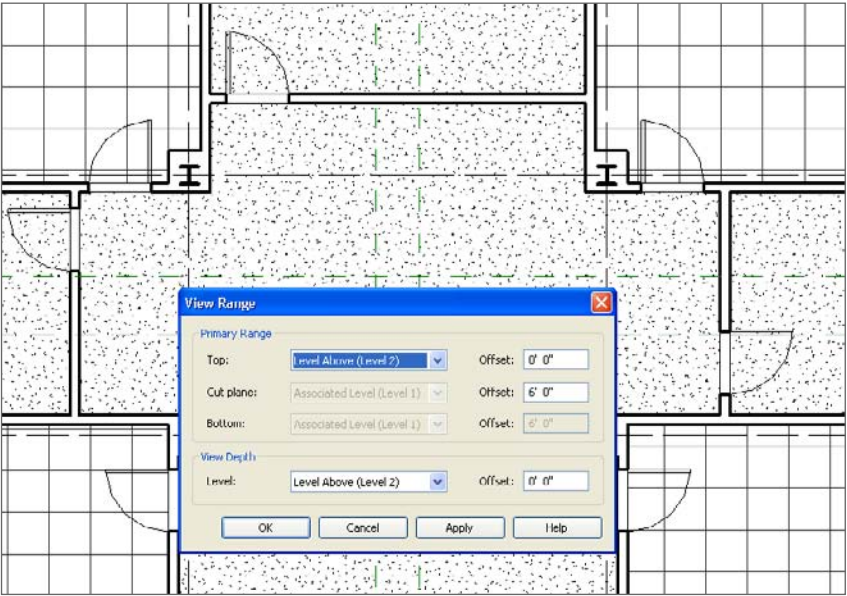 View Range
Primary Range
Top: Level Above (Level 2) Offset: 0' 0"
Cut plane: Associated Level (Level 1) Offset: 6' 0"
Bottom: Associated Level (Level 1) Offset: 6' 0"
View Depth
Level: Level Above (Level 2) Offset: 0' 0"
OK Cancel Apply Help